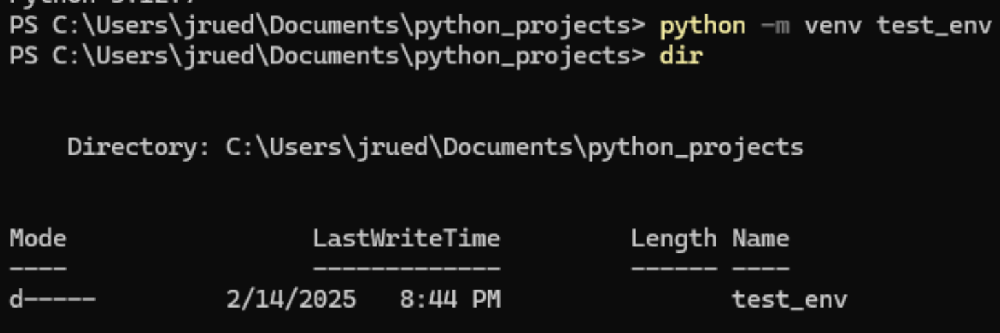 PS C:\Users\jrued\Documents\python_projects> python -m venv test_env
PS C:\Users\jrued\Documents\python_projects> dir
Directory: C:\Users\jrued\Documents\python_projects
Mode                 LastWriteTime         Length Name
----                 -------------         ------ ----
d-----         2/14/2025   8:44 PM                test_env